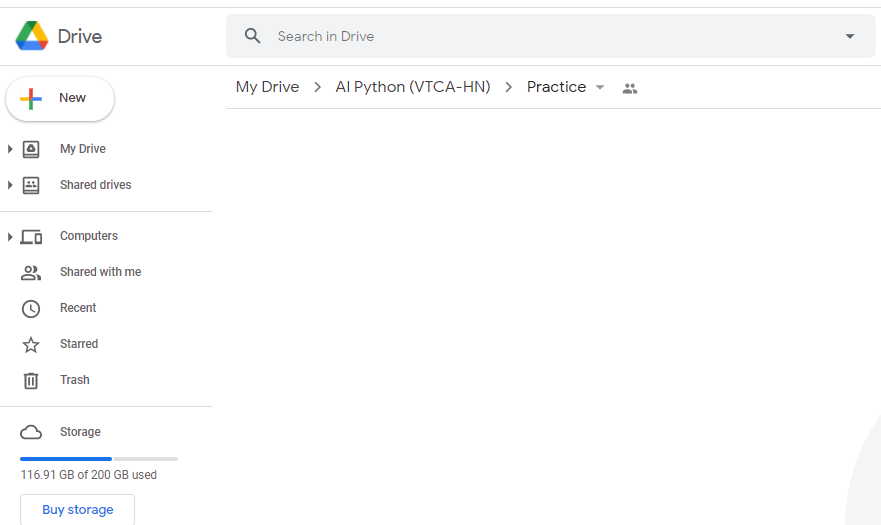 Drive
Search in Drive
My Drive AI Python (VTCA-HN) Practice
New
My Drive
Shared drives
Computers
Shared with me
Recent
Starred
Trash
Storage
116.91 GB of 200 GB used
Buy storage